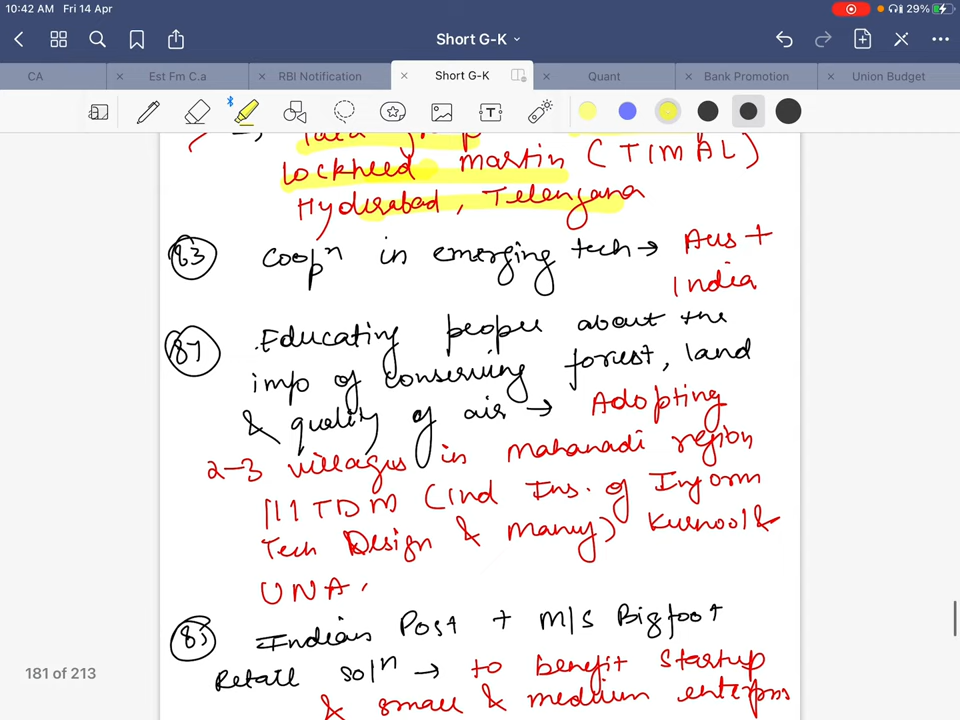 10:42 AM Fri 14 Apr
29%
Short G-K
CA
Est Fm C.a
RBI Notification
Short G-K
Quant
Bank Promotion
Union Budget
Lockheed martin (TIMAL)
Hyderabad, Telengana
83 Coopn in emerging tech → Aus +
India
84 Educating people about the
imp of conserving forest, land
& quality of air → Adopting
2-3 villages in Mahanadi region
IIITDM (Ind Ins. of Inform
Tech Design & Manuf) Kurnool &
UNA.
85 Indian Post + M/S Bigfoot
Retail Soln → to benefit Startup
& small & medium enterprs
181 of 213